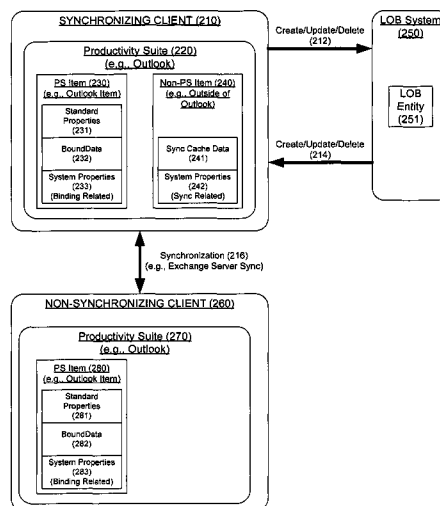 SYNCHRONIZING CLIENT (210)
Productivity Suite (220)
(e.g., Outlook)
PS Item (230)
(e.g., Outlook Item)
Standard
Properties
(231)
BoundData
(232)
System Properties
(233)
(Binding Related)
Non-PS Item (240)
(e.g., Outside of
Outlook)
Sync Cache Data
(241)
System Properties
(242)
(Sync Related)
Create/Update/Delete
(212)
Create/Update/Delete
(214)
LOB System
(250)
LOB
Entity
(251)
Synchronization (216)
(e.g., Exchange Server Sync)
NON-SYNCHRONIZING CLIENT (260)
Productivity Suite (270)
(e.g., Outlook)
PS Item (280)
(e.g., Outlook Item)
Standard
Properties
(281)
BoundData
(282)
System Properties
(283)
(Binding Related)